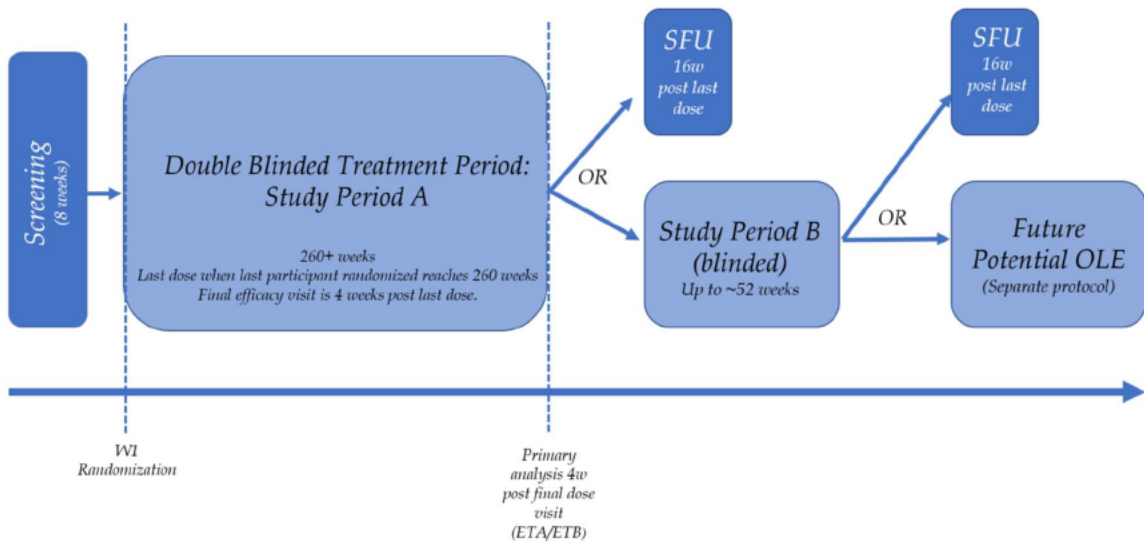 Screening
(8 weeks)
Double Blinded Treatment Period:
Study Period A
260+ weeks
Last dose when last participant randomized reaches 260 weeks
Final efficacy visit is 4 weeks post last dose.
SFU
16w
post last
dose
OR
Study Period B
(blinded)
Up to ~52 weeks
SFU
16w
post last
dose
OR
Future
Potential OLE
(Separate protocol)
W1
Randomization
Primary
analysis 4w
post final dose
visit
(ETA/ETB)